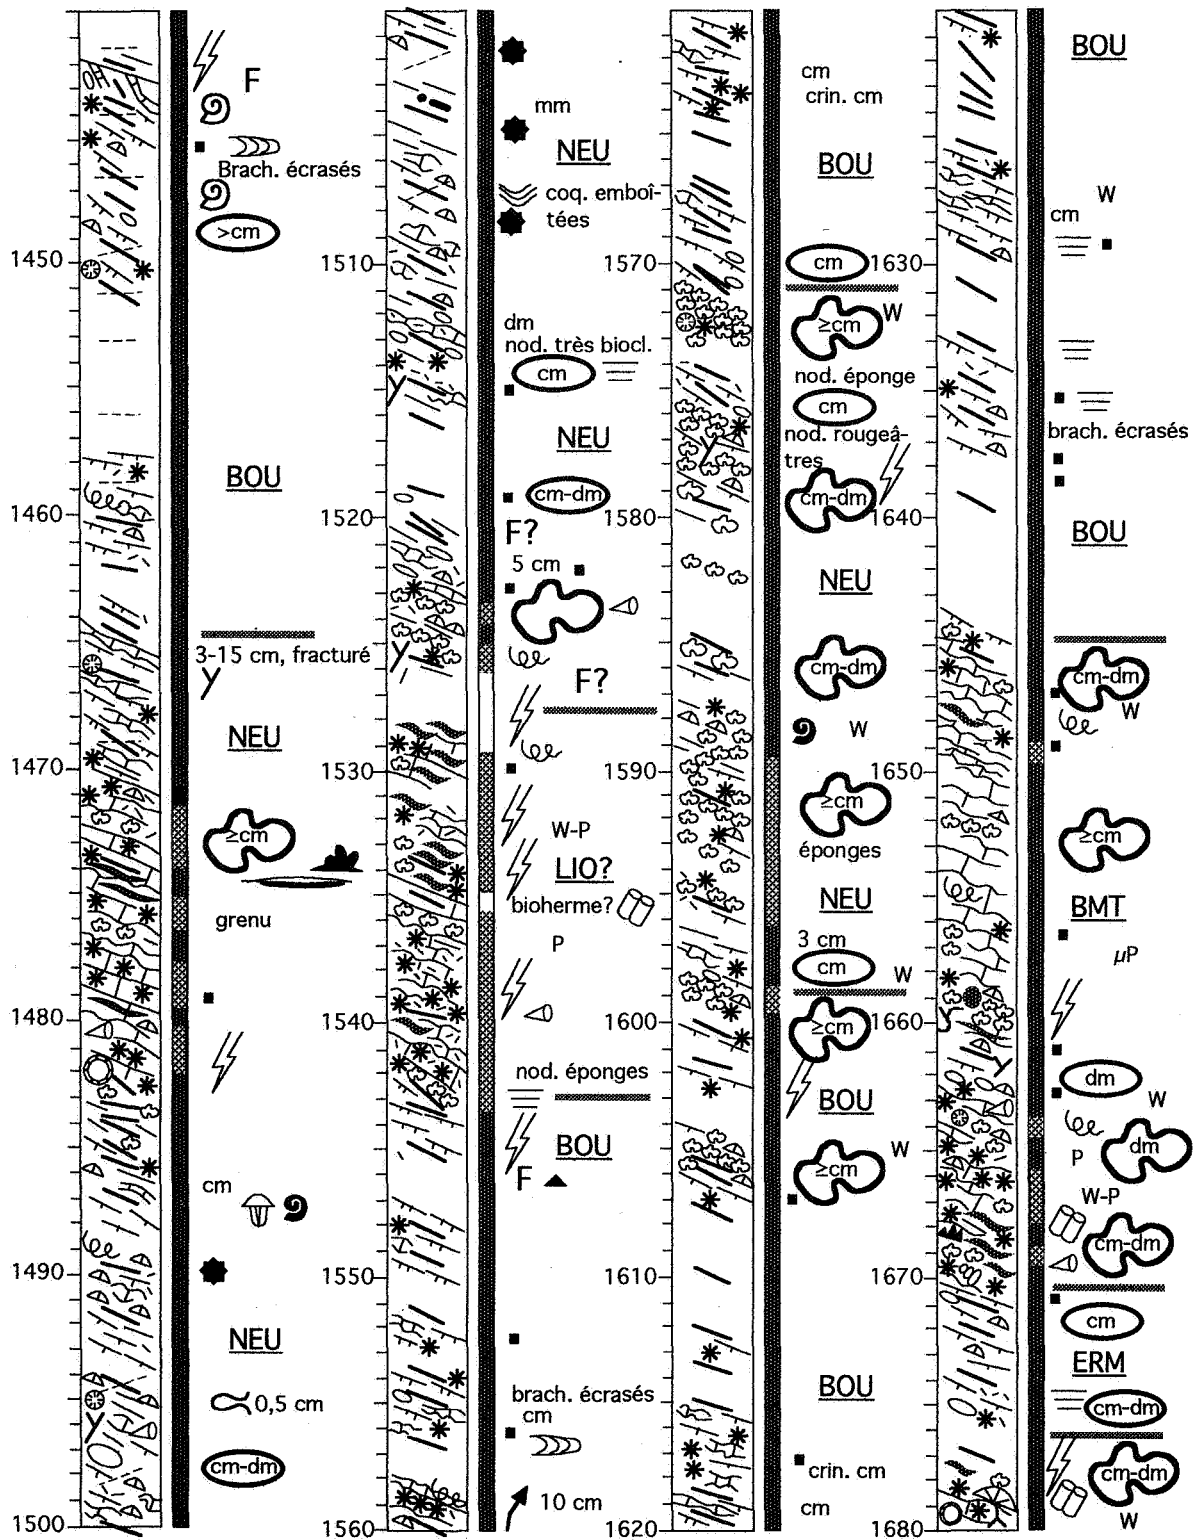 F
Brach. écrasés
>cm
1450
BOU
1460
3-15 cm, fracturé
NEU
1470
≥cm
grenu
1480
cm
1490
NEU
0,5 cm
cm-dm
1500
mm
NEU
coq. emboî-
tées
1510
dm
nod. très biocl.
cm
NEU
cm-dm
1520
F?
5 cm
F?
1530
W-P
LIO?
bioherme?
P
1540
nod. éponges
BOU
F
1550
brach. écrasés
cm
10 cm
1560
cm
crin. cm
BOU
1570
cm
≥cm
W
nod. éponge
cm
nod. rougeâ-
tres
cm-dm
1580
NEU
cm-dm
W
1590
≥cm
éponges
NEU
3 cm
cm
W
1600
≥cm
BOU
W
≥cm
1610
BOU
crin. cm
cm
1620
BOU
W
cm
1630
brach. écrasés
1640
BOU
cm-dm
W
1650
≥cm
BMT
µP
1660
dm
W
P
dm
W-P
cm-dm
1670
cm
ERM
cm-dm
cm-dm
W
1680